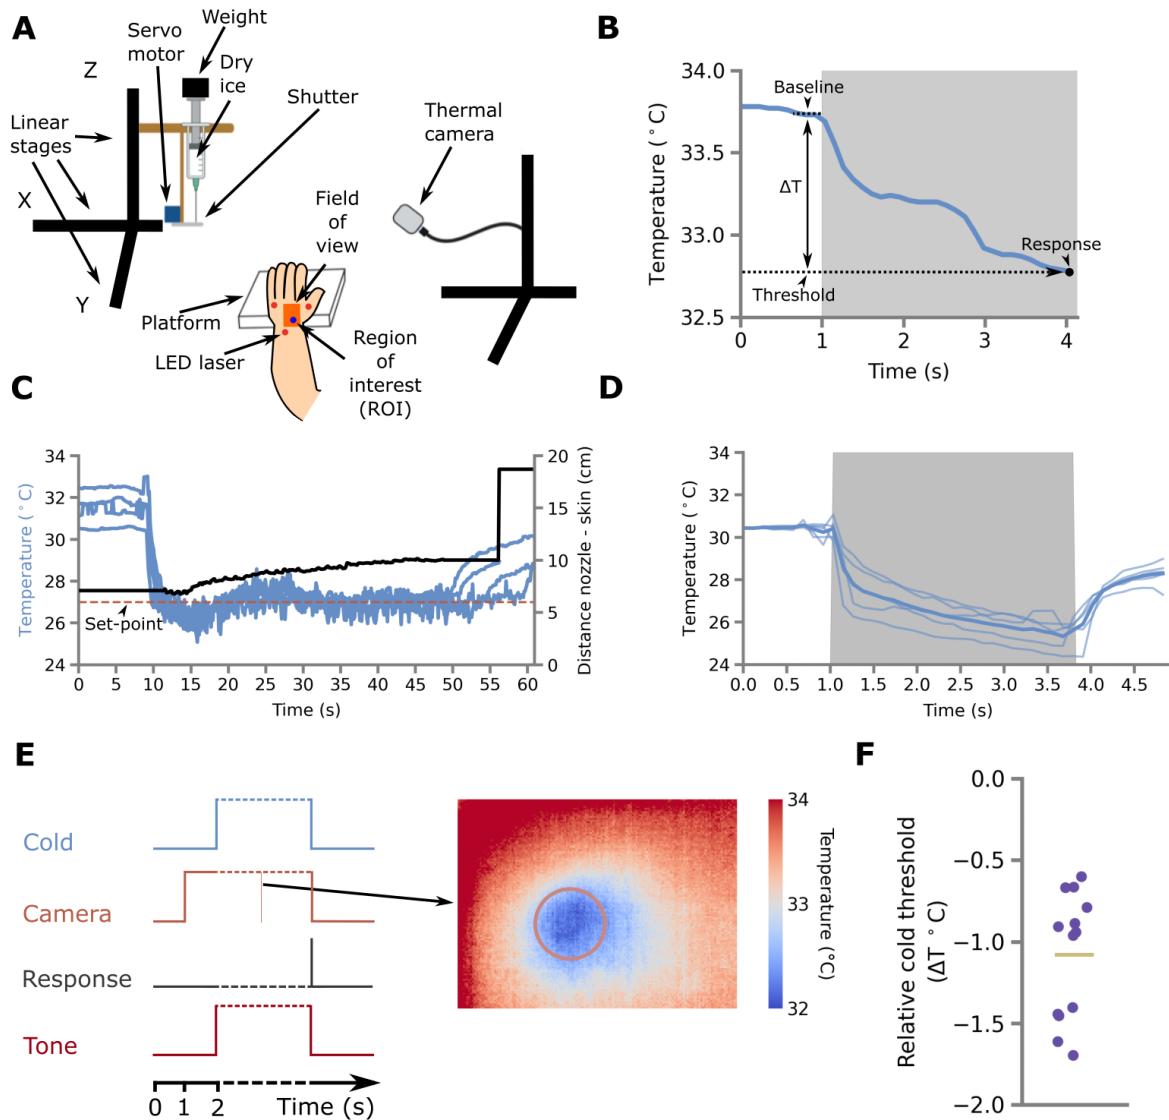 A
Weight
Servo
motor
Dry
ice
Z
Shutter
Linear
stages
Thermal
camera
X
Field
of
view
Y
Platform
LED laser
Region
of
interest
(ROI)
B
34.0
33.5
33.0
32.5
Temperature (°C)
Baseline
ΔT
Response
Threshold
0
1
2
3
4
Time (s)
C
34
32
30
28
26
24
Temperature (°C)
Set-point
20
15
10
5
0
Distance nozzle - skin (cm)
0 5 10 15 20 25 30 35 40 45 50 55 60
Time (s)
D
34
32
30
28
26
24
Temperature (°C)
0.0 0.5 1.0 1.5 2.0 2.5 3.0 3.5 4.0 4.5
Time (s)
E
Cold
Camera
Response
Tone
0 1 2 Time (s)
34
33
32
Temperature (°C)
F
0.0
−0.5
−1.0
−1.5
−2.0
Relative cold threshold
(ΔT °C)